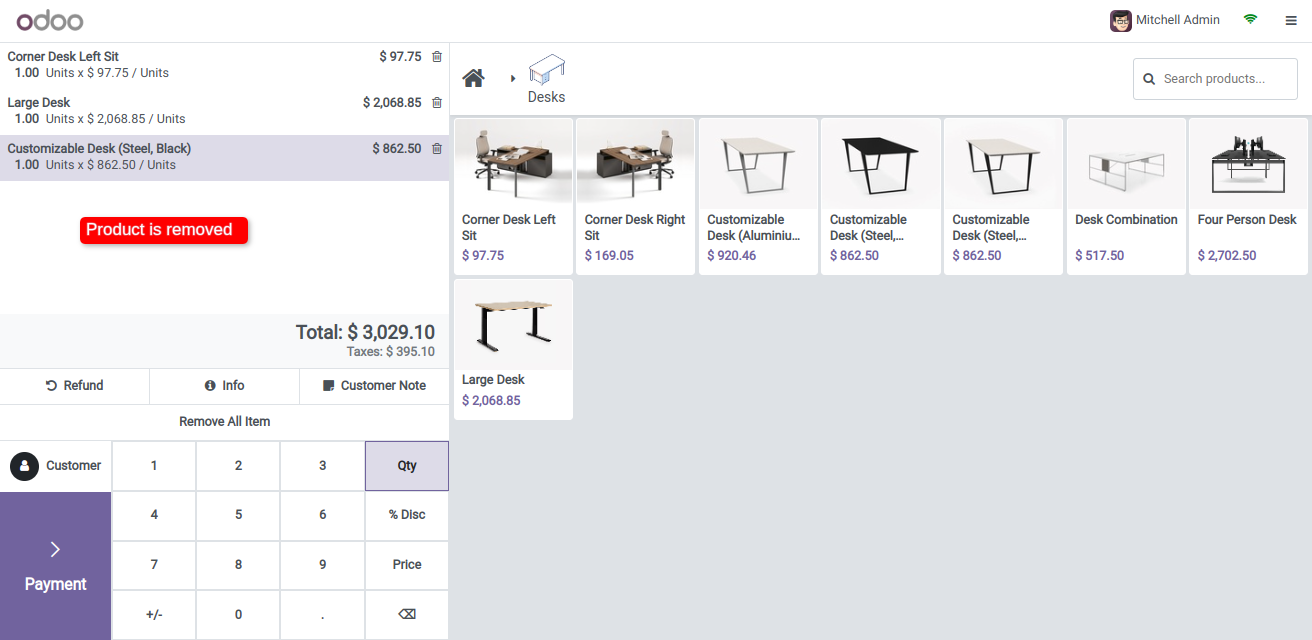 odoo
Mitchell Admin
Corner Desk Left Sit
$ 97.75
1.00 Units x $ 97.75 / Units
Large Desk
$ 2,068.85
1.00 Units x $ 2,068.85 / Units
Customizable Desk (Steel, Black)
$ 862.50
1.00 Units x $ 862.50 / Units
Product is removed
Total: $ 3,029.10
Taxes: $ 395.10
Refund
Info
Customer Note
Remove All Item
Customer
1
2
3
Qty
4
5
6
% Disc
Payment
7
8
9
Price
+/-
0
.
Desks
Search products...
Corner Desk Left
Sit
$ 97.75
Corner Desk Right
Sit
$ 169.05
Customizable
Desk (Aluminiu...
$ 920.46
Customizable
Desk (Steel,...
$ 862.50
Customizable
Desk (Steel,...
$ 862.50
Desk Combination
$ 517.50
Four Person Desk
$ 2,702.50
Large Desk
$ 2,068.85